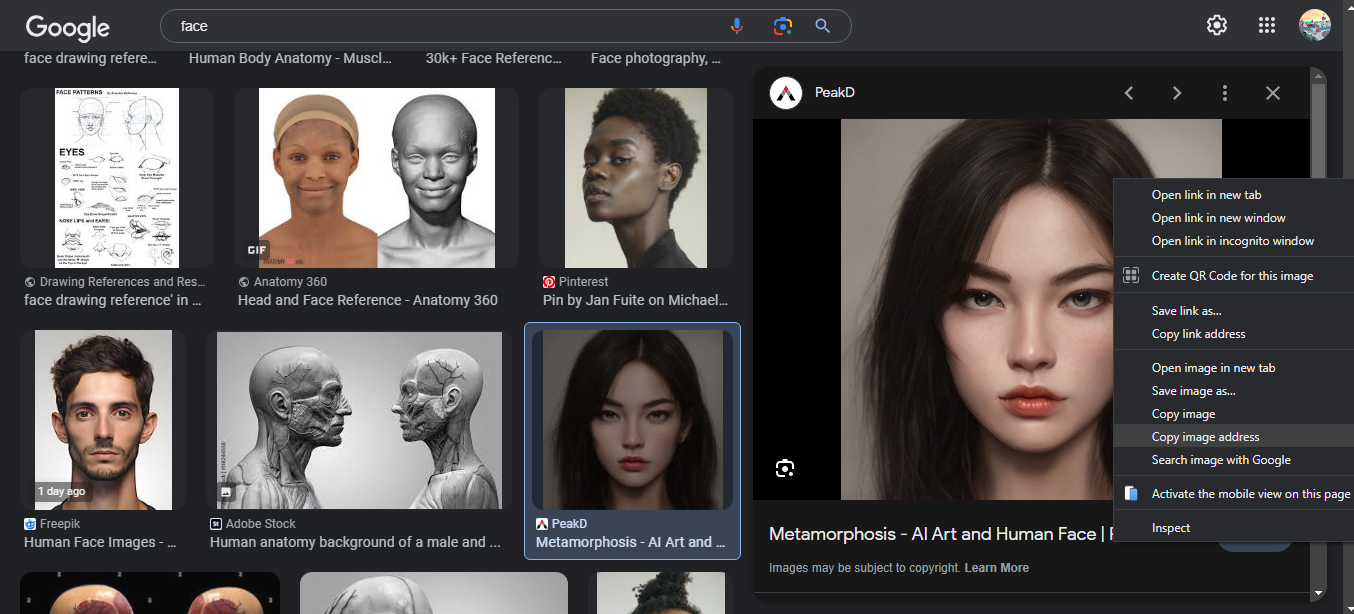 Google
face
face drawing refere...
Human Body Anatomy - Muscl...
30k+ Face Referenc...
Face photography, ...
PeakD
FACE PATTERNS
EYES
NOSE LIPS and EARS!
GIF
Drawing References and Res...
face drawing reference' in ...
Anatomy 360
Head and Face Reference - Anatomy 360
Pinterest
Pin by Jan Fuite on Michael...
1 day ago
Freepik
Human Face Images - ...
St
Adobe Stock
Human anatomy background of a male and ...
PeakD
Metamorphosis - AI Art and ...
Open link in new tab
Open link in new window
Open link in incognito window
Create QR Code for this image
Save link as...
Copy link address
Open image in new tab
Save image as...
Copy image
Copy image address
Search image with Google
Activate the mobile view on this page
Inspect
Metamorphosis - AI Art and Human Face |
Images may be subject to copyright. Learn More